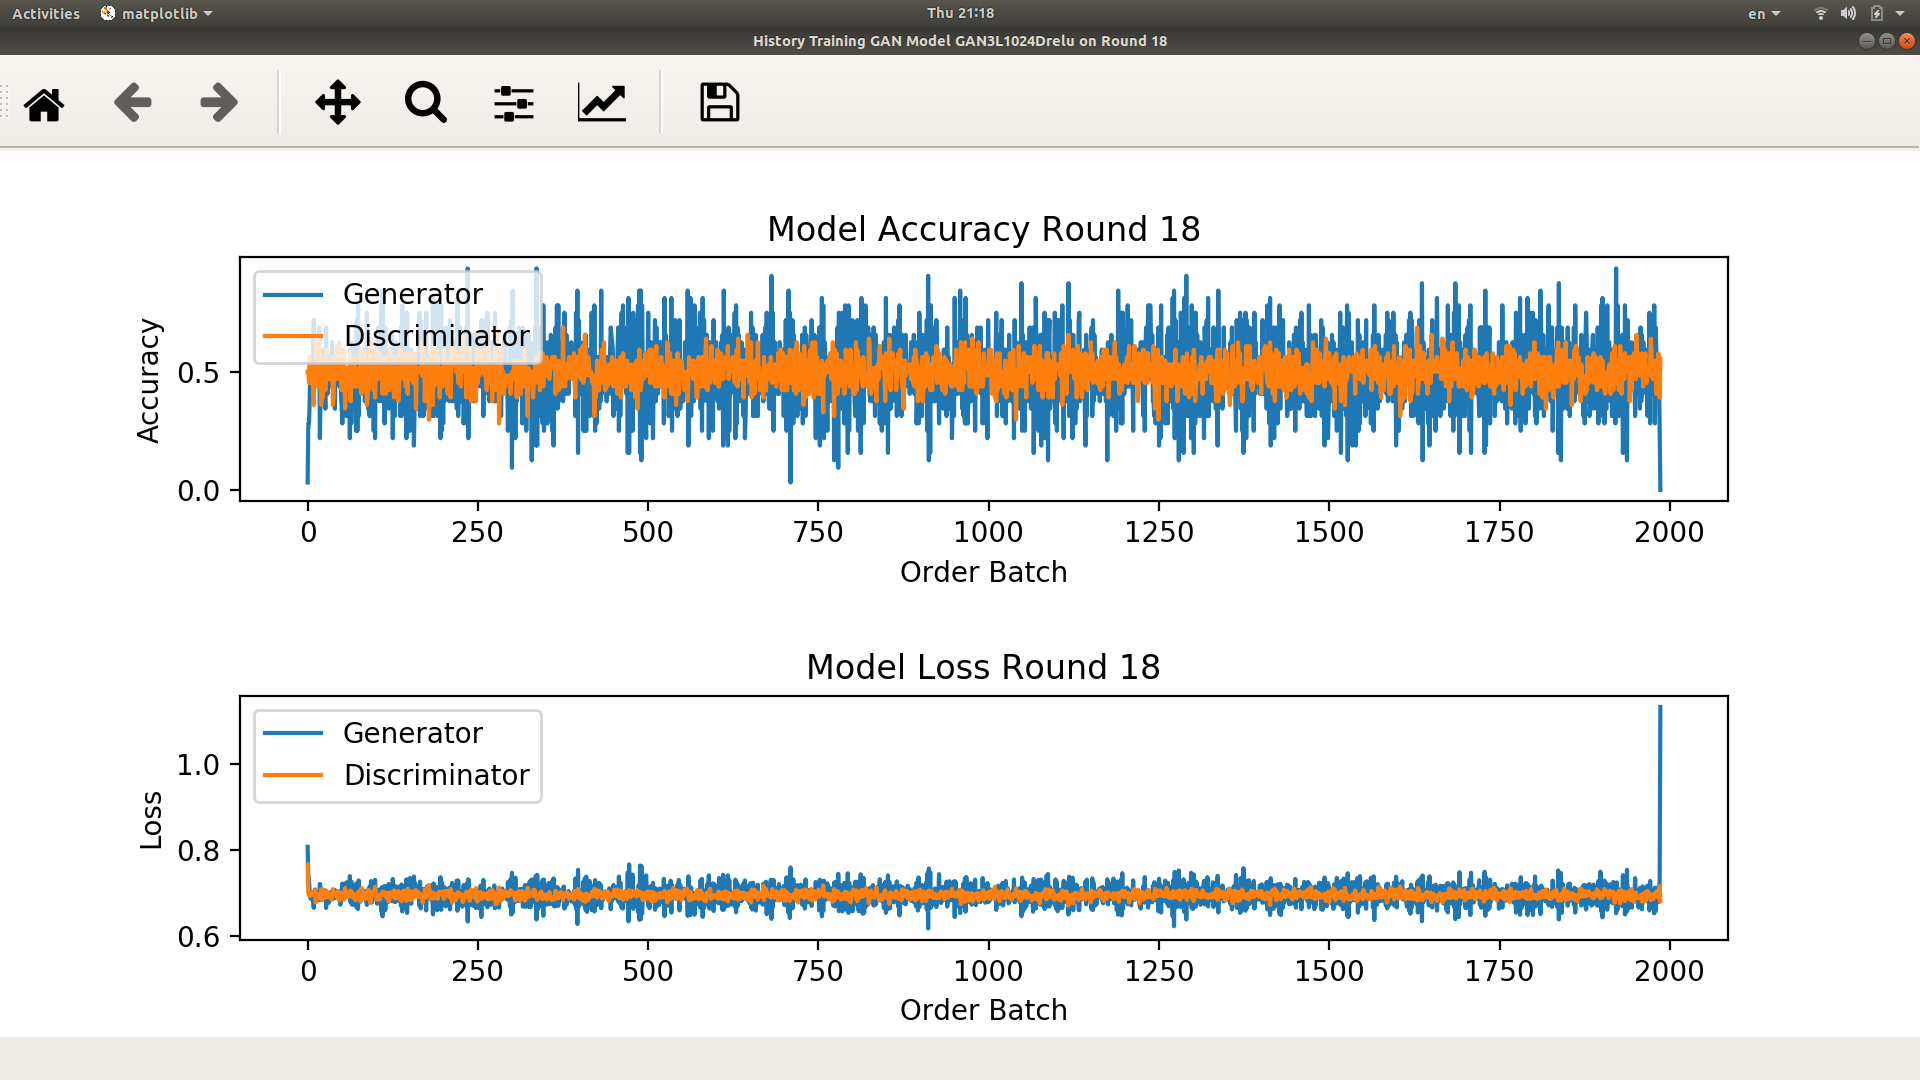 Activities matplotlib Thu 21:18 en
History Training GAN Model GAN3L1024Drelu on Round 18
Model Accuracy Round 18
Generator
Discriminator
Accuracy
0.5
0.0
0 250 500 750 1000 1250 1500 1750 2000
Order Batch
Model Loss Round 18
Generator
Discriminator
Loss
1.0
0.8
0.6
0 250 500 750 1000 1250 1500 1750 2000
Order Batch